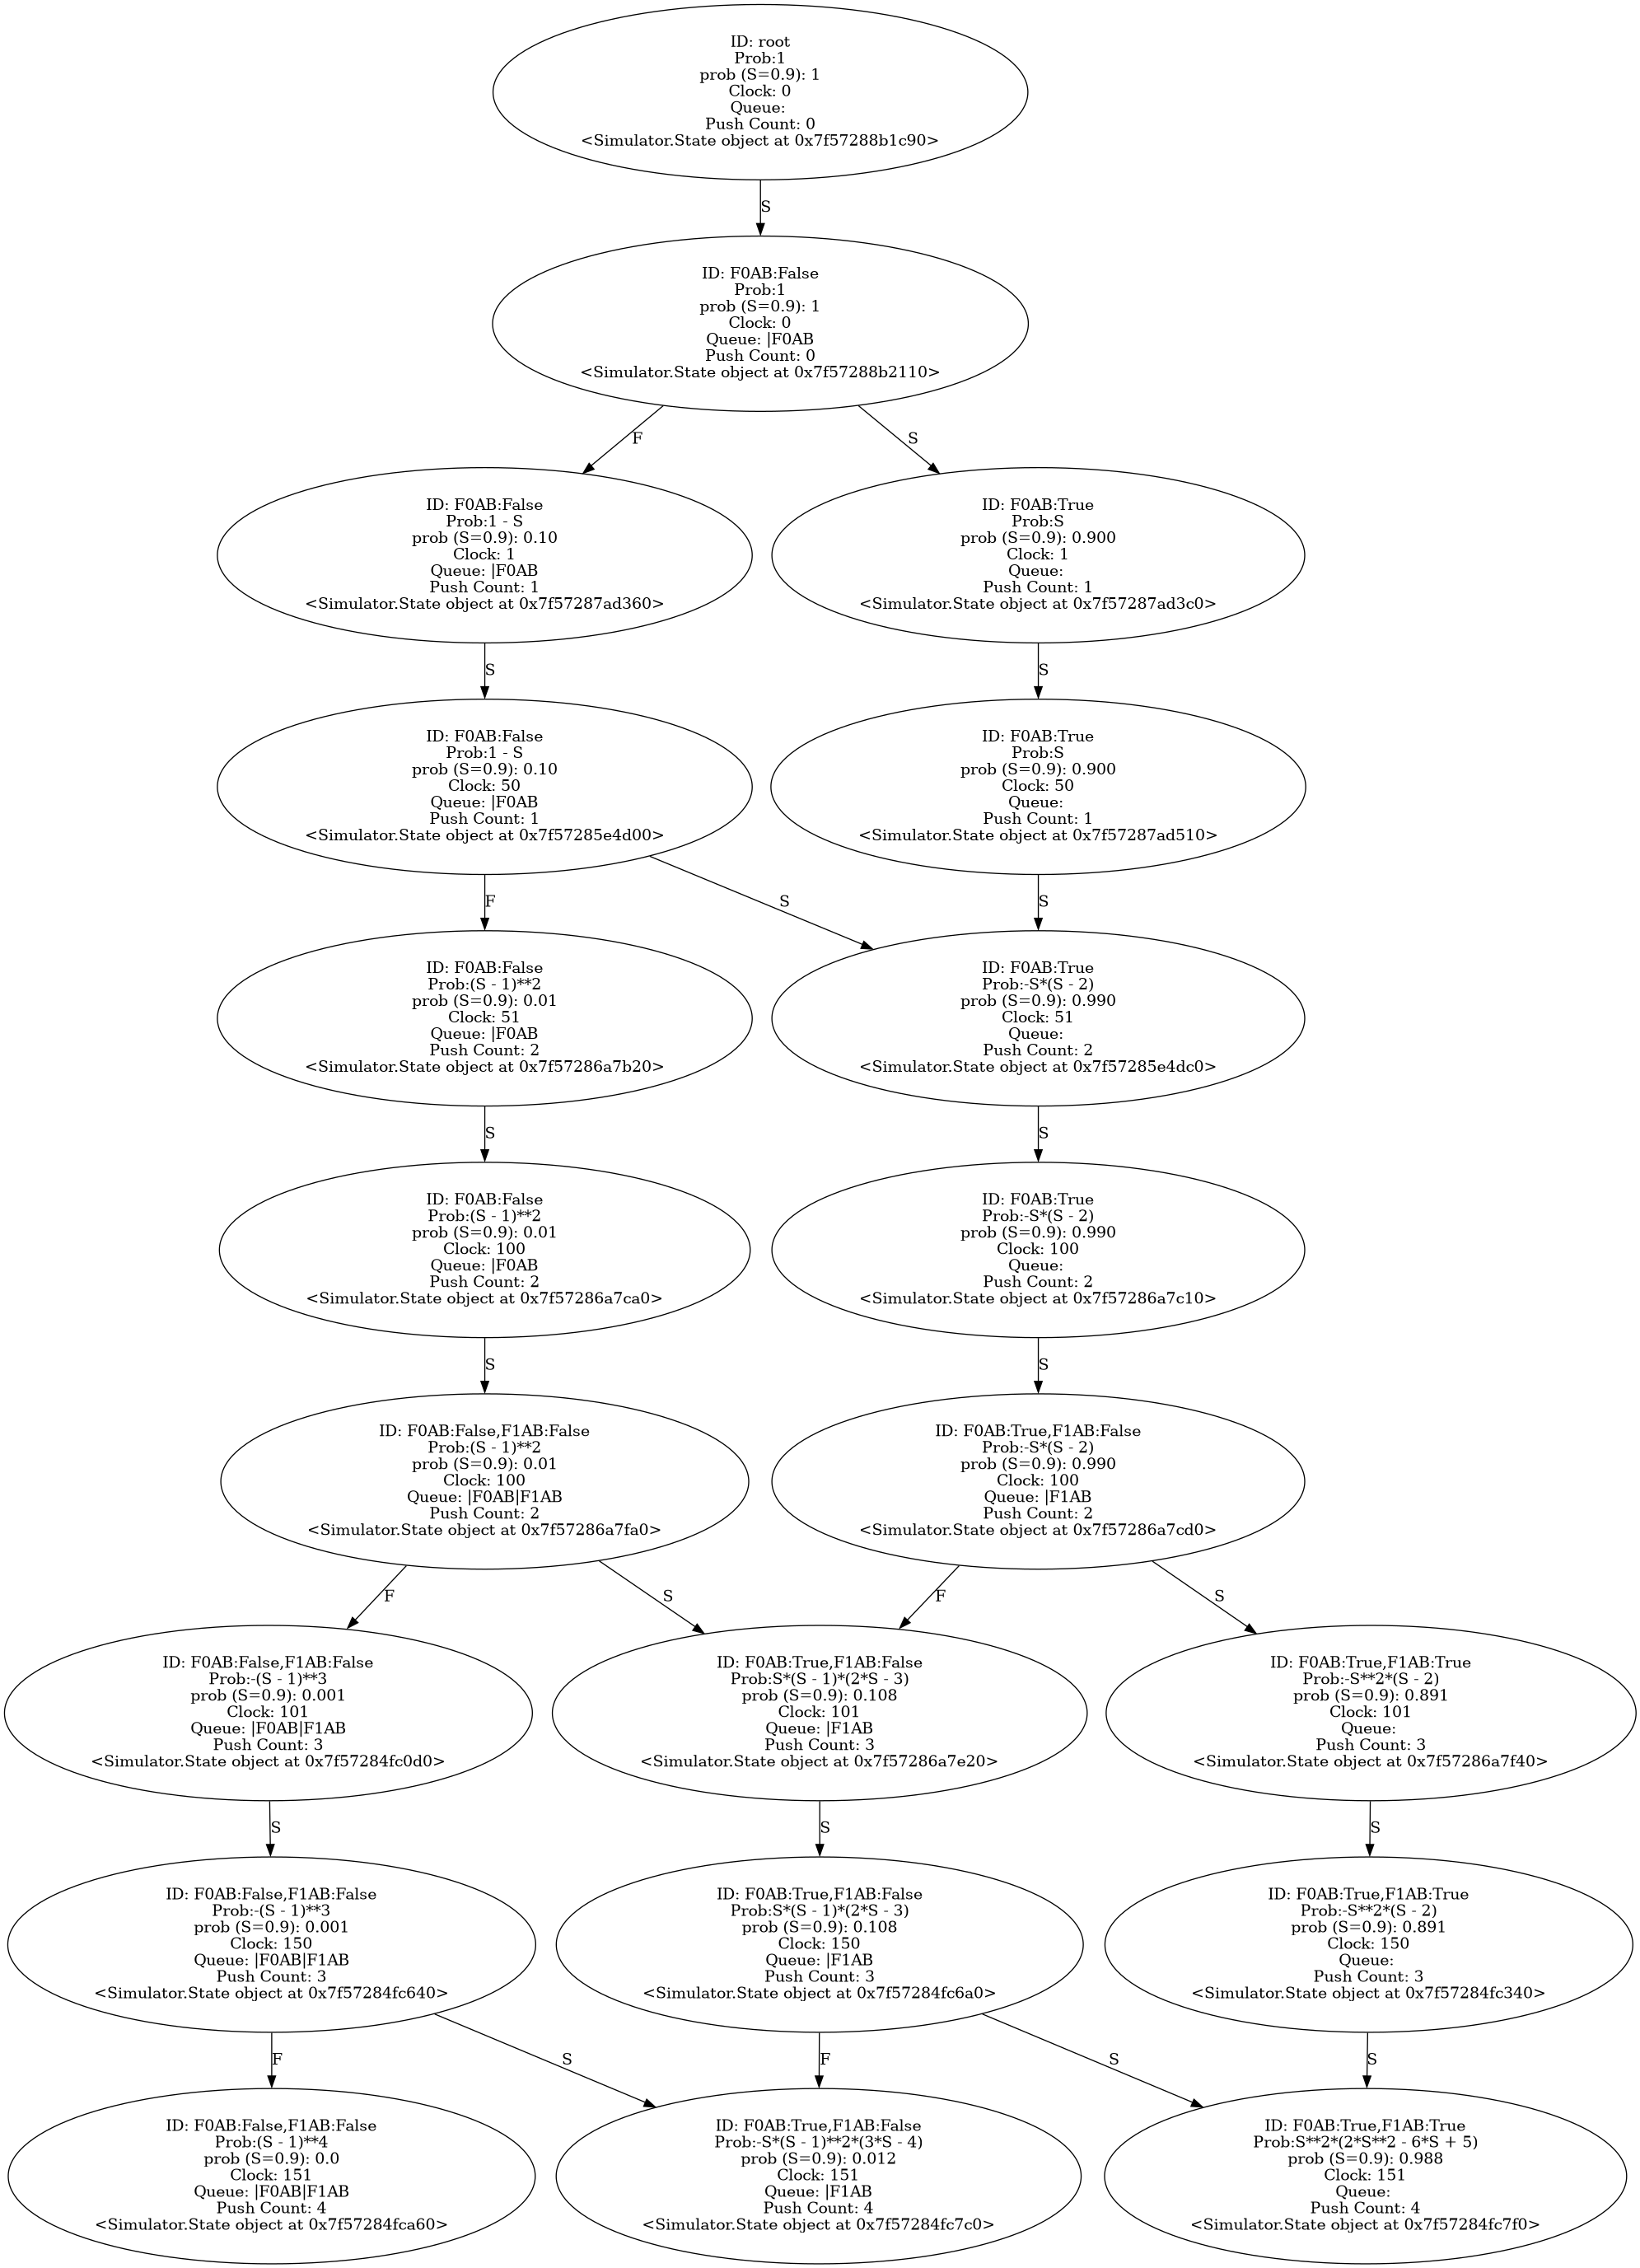 ID: root
Prob:1
prob (S=0.9): 1
Clock: 0
Queue:
Push Count: 0
<Simulator.State object at 0x7f57288b1c90>
S
ID: F0AB:False
Prob:1
prob (S=0.9): 1
Clock: 0
Queue: |F0AB
Push Count: 0
<Simulator.State object at 0x7f57288b2110>
F
S
ID: F0AB:False
Prob:1 - S
prob (S=0.9): 0.10
Clock: 1
Queue: |F0AB
Push Count: 1
<Simulator.State object at 0x7f57287ad360>
ID: F0AB:True
Prob:S
prob (S=0.9): 0.900
Clock: 1
Queue:
Push Count: 1
<Simulator.State object at 0x7f57287ad3c0>
S
S
ID: F0AB:False
Prob:1 - S
prob (S=0.9): 0.10
Clock: 50
Queue: |F0AB
Push Count: 1
<Simulator.State object at 0x7f57285e4d00>
ID: F0AB:True
Prob:S
prob (S=0.9): 0.900
Clock: 50
Queue:
Push Count: 1
<Simulator.State object at 0x7f57287ad510>
F
S
S
ID: F0AB:False
Prob:(S - 1)**2
prob (S=0.9): 0.01
Clock: 51
Queue: |F0AB
Push Count: 2
<Simulator.State object at 0x7f57286a7b20>
ID: F0AB:True
Prob:-S*(S - 2)
prob (S=0.9): 0.990
Clock: 51
Queue:
Push Count: 2
<Simulator.State object at 0x7f57285e4dc0>
S
S
ID: F0AB:False
Prob:(S - 1)**2
prob (S=0.9): 0.01
Clock: 100
Queue: |F0AB
Push Count: 2
<Simulator.State object at 0x7f57286a7ca0>
ID: F0AB:True
Prob:-S*(S - 2)
prob (S=0.9): 0.990
Clock: 100
Queue:
Push Count: 2
<Simulator.State object at 0x7f57286a7c10>
S
S
ID: F0AB:False,F1AB:False
Prob:(S - 1)**2
prob (S=0.9): 0.01
Clock: 100
Queue: |F0AB|F1AB
Push Count: 2
<Simulator.State object at 0x7f57286a7fa0>
ID: F0AB:True,F1AB:False
Prob:-S*(S - 2)
prob (S=0.9): 0.990
Clock: 100
Queue: |F1AB
Push Count: 2
<Simulator.State object at 0x7f57286a7cd0>
F
S
F
S
ID: F0AB:False,F1AB:False
Prob:-(S - 1)**3
prob (S=0.9): 0.001
Clock: 101
Queue: |F0AB|F1AB
Push Count: 3
<Simulator.State object at 0x7f57284fc0d0>
ID: F0AB:True,F1AB:False
Prob:S*(S - 1)*(2*S - 3)
prob (S=0.9): 0.108
Clock: 101
Queue: |F1AB
Push Count: 3
<Simulator.State object at 0x7f57286a7e20>
ID: F0AB:True,F1AB:True
Prob:-S**2*(S - 2)
prob (S=0.9): 0.891
Clock: 101
Queue:
Push Count: 3
<Simulator.State object at 0x7f57286a7f40>
S
S
S
ID: F0AB:False,F1AB:False
Prob:-(S - 1)**3
prob (S=0.9): 0.001
Clock: 150
Queue: |F0AB|F1AB
Push Count: 3
<Simulator.State object at 0x7f57284fc640>
ID: F0AB:True,F1AB:False
Prob:S*(S - 1)*(2*S - 3)
prob (S=0.9): 0.108
Clock: 150
Queue: |F1AB
Push Count: 3
<Simulator.State object at 0x7f57284fc6a0>
ID: F0AB:True,F1AB:True
Prob:-S**2*(S - 2)
prob (S=0.9): 0.891
Clock: 150
Queue:
Push Count: 3
<Simulator.State object at 0x7f57284fc340>
F
S
F
S
S
ID: F0AB:False,F1AB:False
Prob:(S - 1)**4
prob (S=0.9): 0.0
Clock: 151
Queue: |F0AB|F1AB
Push Count: 4
<Simulator.State object at 0x7f57284fca60>
ID: F0AB:True,F1AB:False
Prob:-S*(S - 1)**2*(3*S - 4)
prob (S=0.9): 0.012
Clock: 151
Queue: |F1AB
Push Count: 4
<Simulator.State object at 0x7f57284fc7c0>
ID: F0AB:True,F1AB:True
Prob:S**2*(2*S**2 - 6*S + 5)
prob (S=0.9): 0.988
Clock: 151
Queue:
Push Count: 4
<Simulator.State object at 0x7f57284fc7f0>